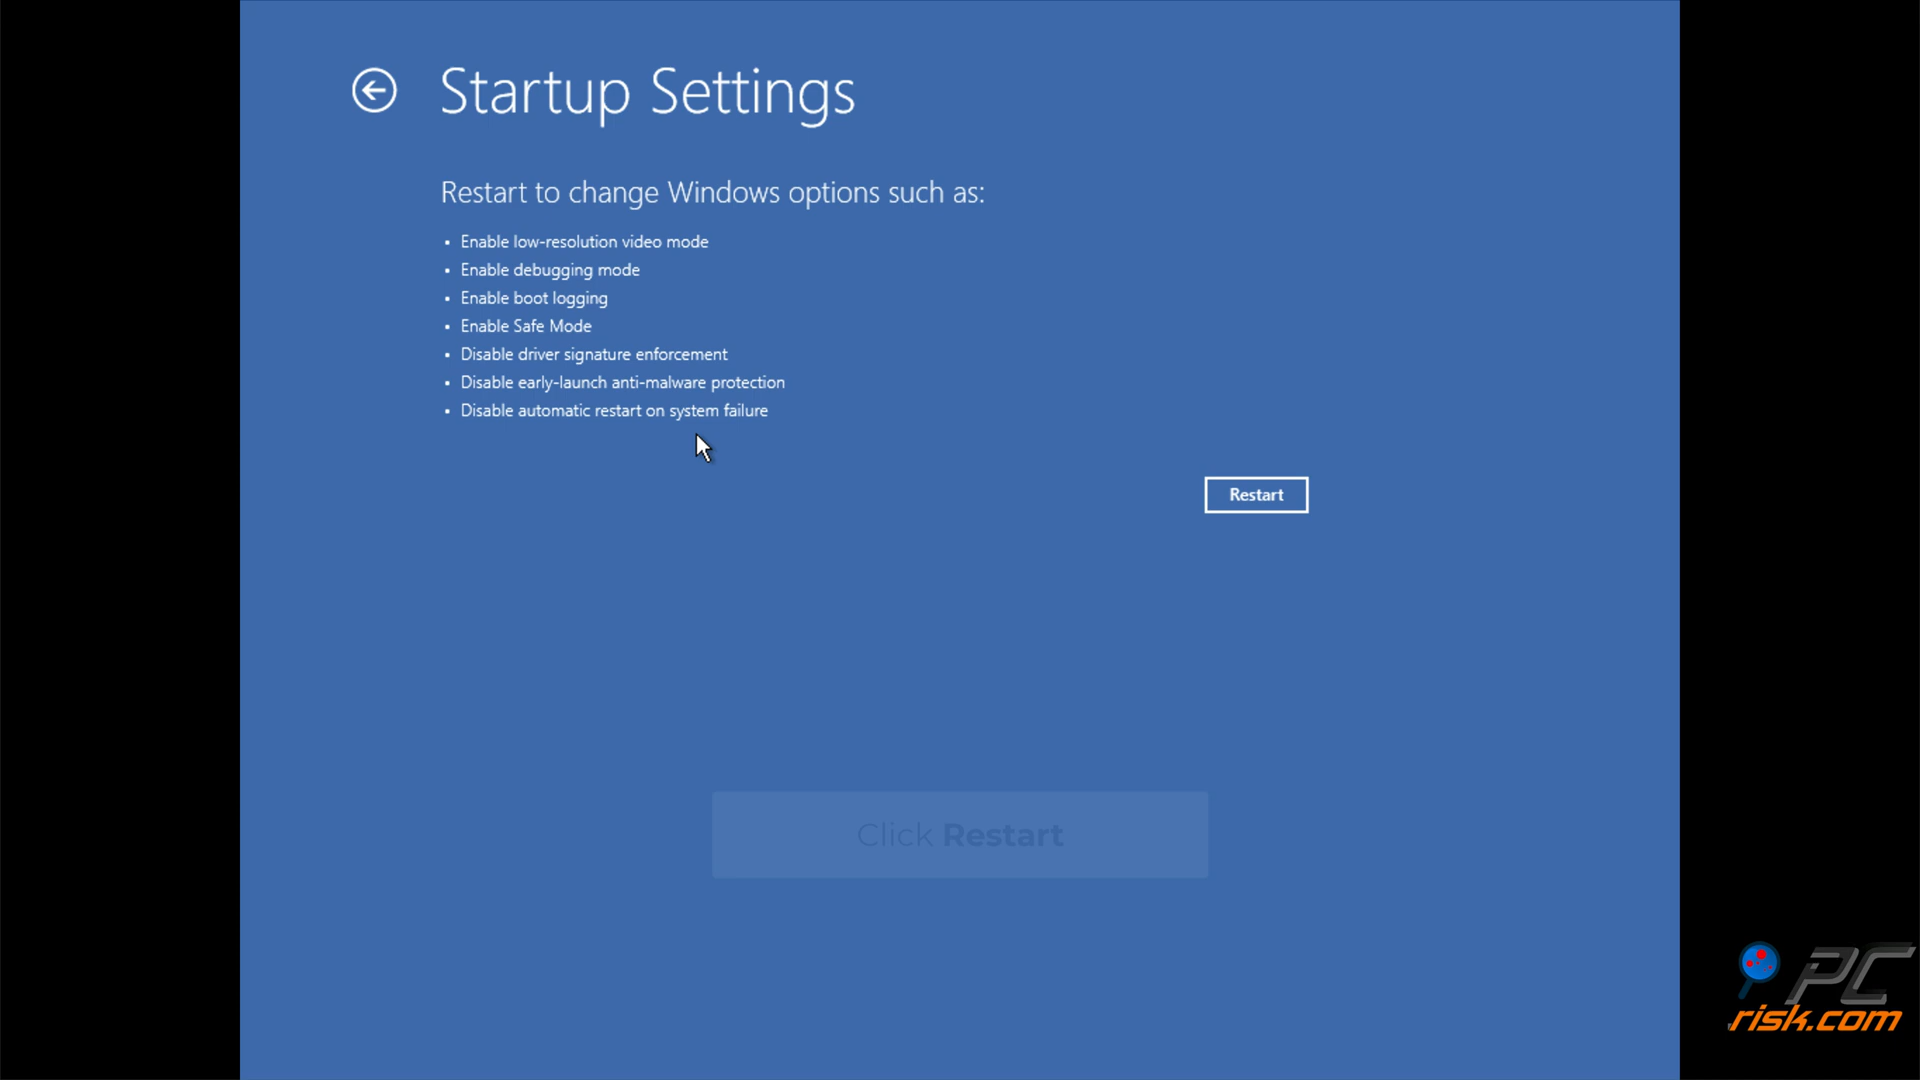 Startup Settings
Restart to change Windows options such as:
• Enable low-resolution video mode
• Enable debugging mode
• Enable boot logging
• Enable Safe Mode
• Disable driver signature enforcement
• Disable early-launch anti-malware protection
• Disable automatic restart on system failure
Restart
Click Restart
PC
risk.com